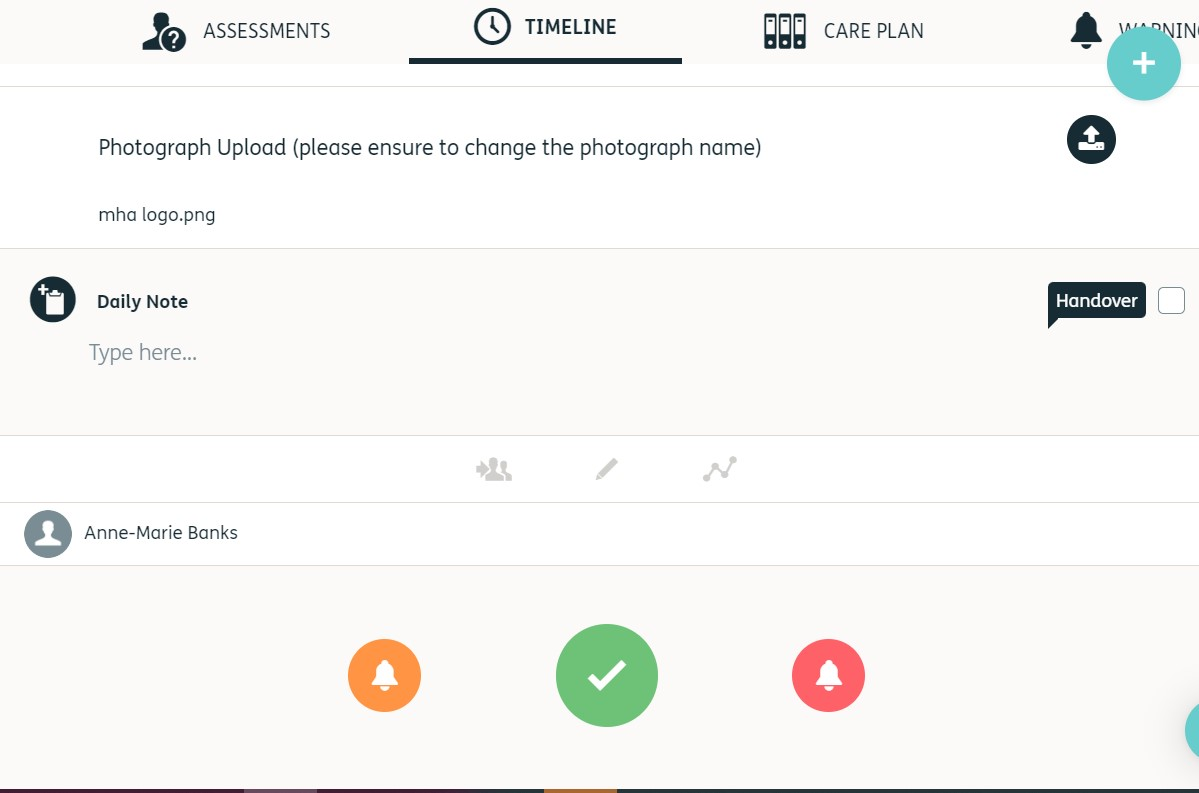 ASSESSMENTS TIMELINE CARE PLAN
Photograph Upload (please ensure to change the photograph name)
mha logo.png
Daily Note Handover
Type here...
Anne-Marie Banks